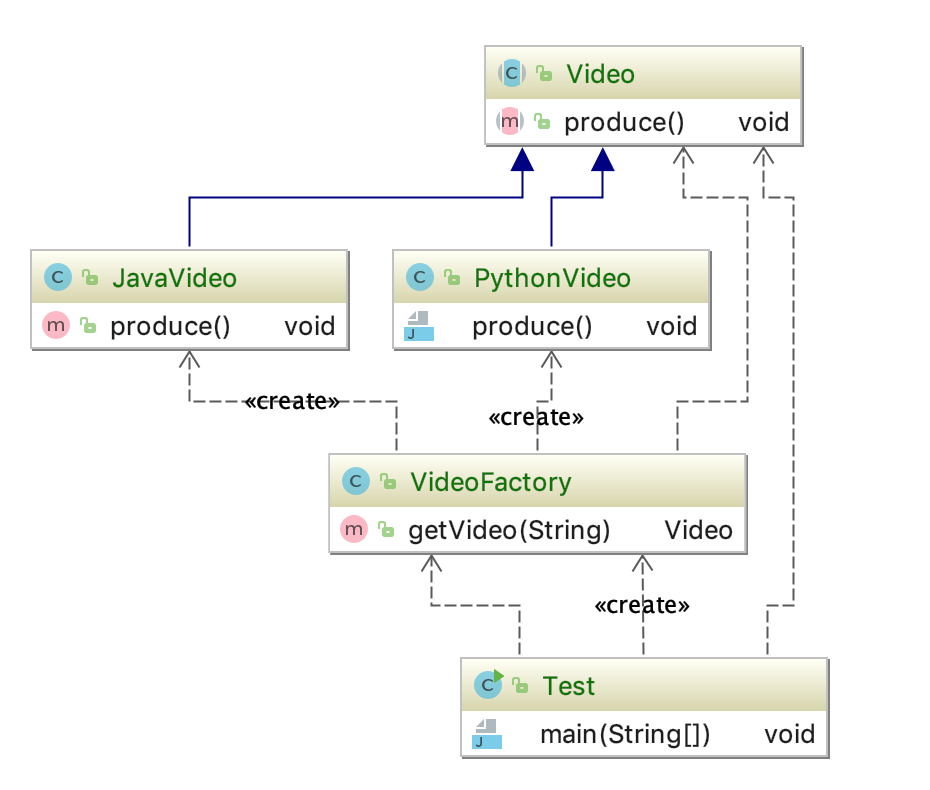 C Video
m produce() void
C JavaVideo
m produce() void
C PythonVideo
J produce() void
«create»
«create»
C VideoFactory
m getVideo(String) Video
«create»
C Test
J main(String[]) void